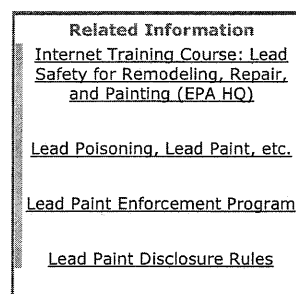 Related Information
Internet Training Course: Lead
Safety for Remodeling, Repair,
and Painting (EPA HQ)
Lead Poisoning, Lead Paint, etc.
Lead Paint Enforcement Program
Lead Paint Disclosure Rules